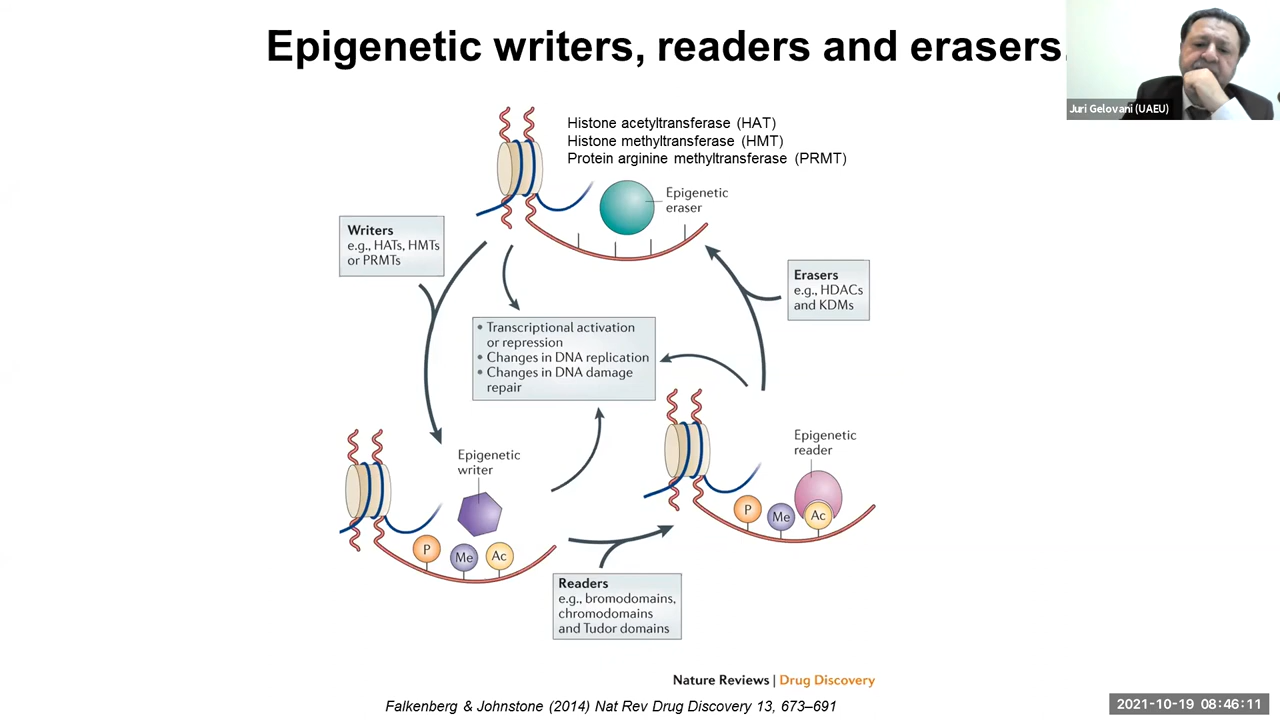 Epigenetic writers, readers and erasers.
Juri Gelovani (UAEU)
Histone acetyltransferase (HAT)
Histone methyltransferase (HMT)
Protein arginine methyltransferase (PRMT)
Epigenetic
eraser
Writers
e.g., HATs, HMTs
or PRMTs
Erasers
e.g., HDACs
and KDMs
• Transcriptional activation
or repression
• Changes in DNA replication
• Changes in DNA damage
repair
Epigenetic
writer
P
Me
Ac
Epigenetic
reader
P
Me
Ac
Readers
e.g., bromodomains,
chromodomains
and Tudor domains
Nature Reviews | Drug Discovery
Falkenberg & Johnstone (2014) Nat Rev Drug Discovery 13, 673–691
2021-10-19 08:46:11